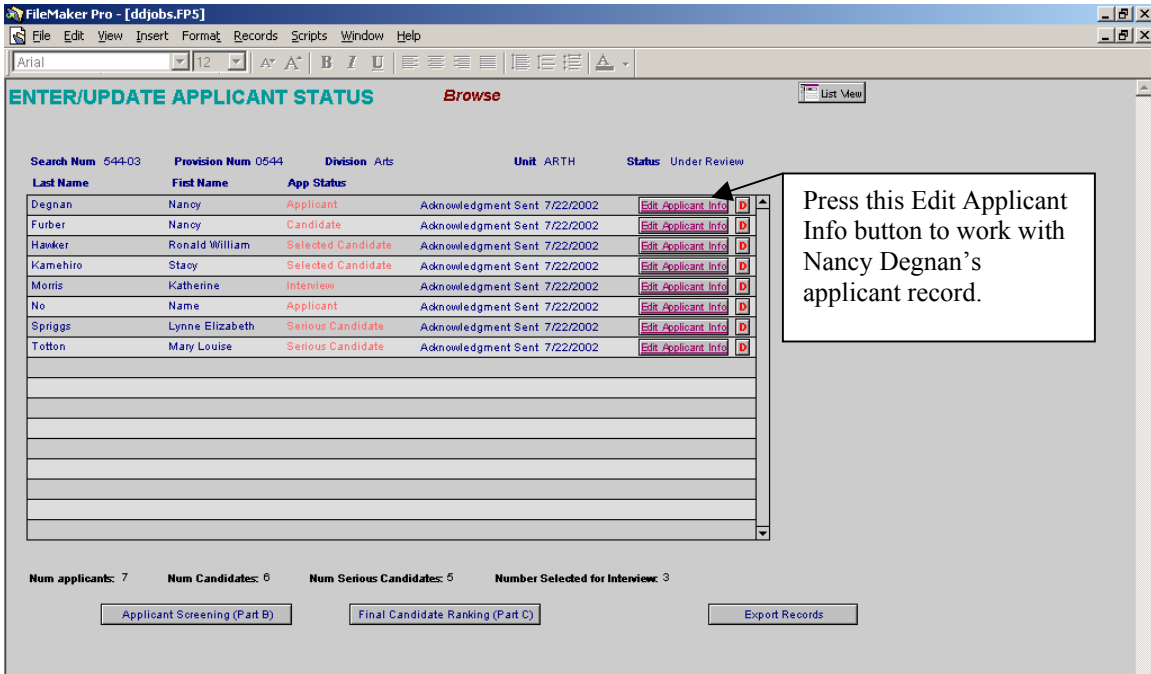 FileMaker Pro - [ddjobs.FP5]
File Edit View Insert Format Records Scripts Window Help
Arial 12 B I U A
ENTER/UPDATE APPLICANT STATUS Browse List View
Search Num 544-03 Provision Num 0544 Division Arts Unit ARTH Status Under Review
Last Name First Name App Status
Degnan Nancy Applicant Acknowledgment Sent 7/22/2002 Edit Applicant Info D
Furber Nancy Candidate Acknowledgment Sent 7/22/2002 Edit Applicant Info D
Hawker Ronald William Selected Candidate Acknowledgment Sent 7/22/2002 Edit Applicant Info D
Kamehiro Stacy Selected Candidate Acknowledgment Sent 7/22/2002 Edit Applicant Info D
Morris Katherine Interview Acknowledgment Sent 7/22/2002 Edit Applicant Info D
No Name Applicant Acknowledgment Sent 7/22/2002 Edit Applicant Info D
Spriggs Lynne Elizabeth Serious Candidate Acknowledgment Sent 7/22/2002 Edit Applicant Info D
Totton Mary Louise Serious Candidate Acknowledgment Sent 7/22/2002 Edit Applicant Info D
Press this Edit Applicant
Info button to work with
Nancy Degnan's
applicant record.
Num applicants: 7 Num Candidates: 6 Num Serious Candidates: 5 Number Selected for Interview: 3
Applicant Screening (Part B) Final Candidate Ranking (Part C) Export Records